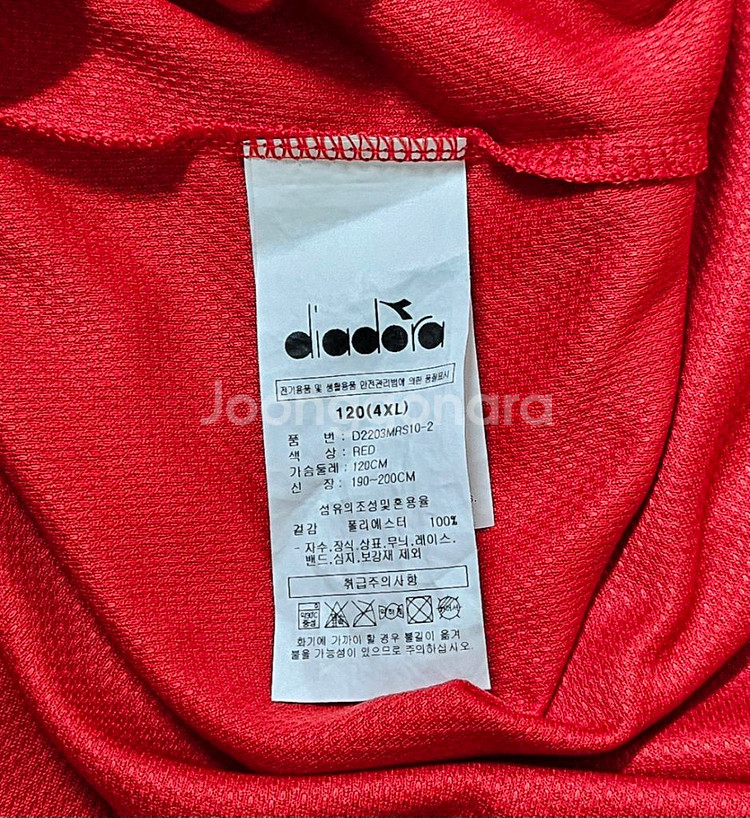 diadora
전기용품 및 생활용품 안전관리법에 의한 품질표시
Joonggonara
120(4XL)
품 번 : D2203MRS10-2
색 상 : RED
가슴둘레 : 120CM
신 장 : 190~200CM
섬유의조성및혼용율
겉감 폴리에스터 100%
- 자수.장식.상표.무늬.레이스.
밴드.심지.보강재 제외
취급주의사항
화기에 가까이 할 경우 불길이 옮겨
붙을 가능성이 있으므로 주의하십시오.